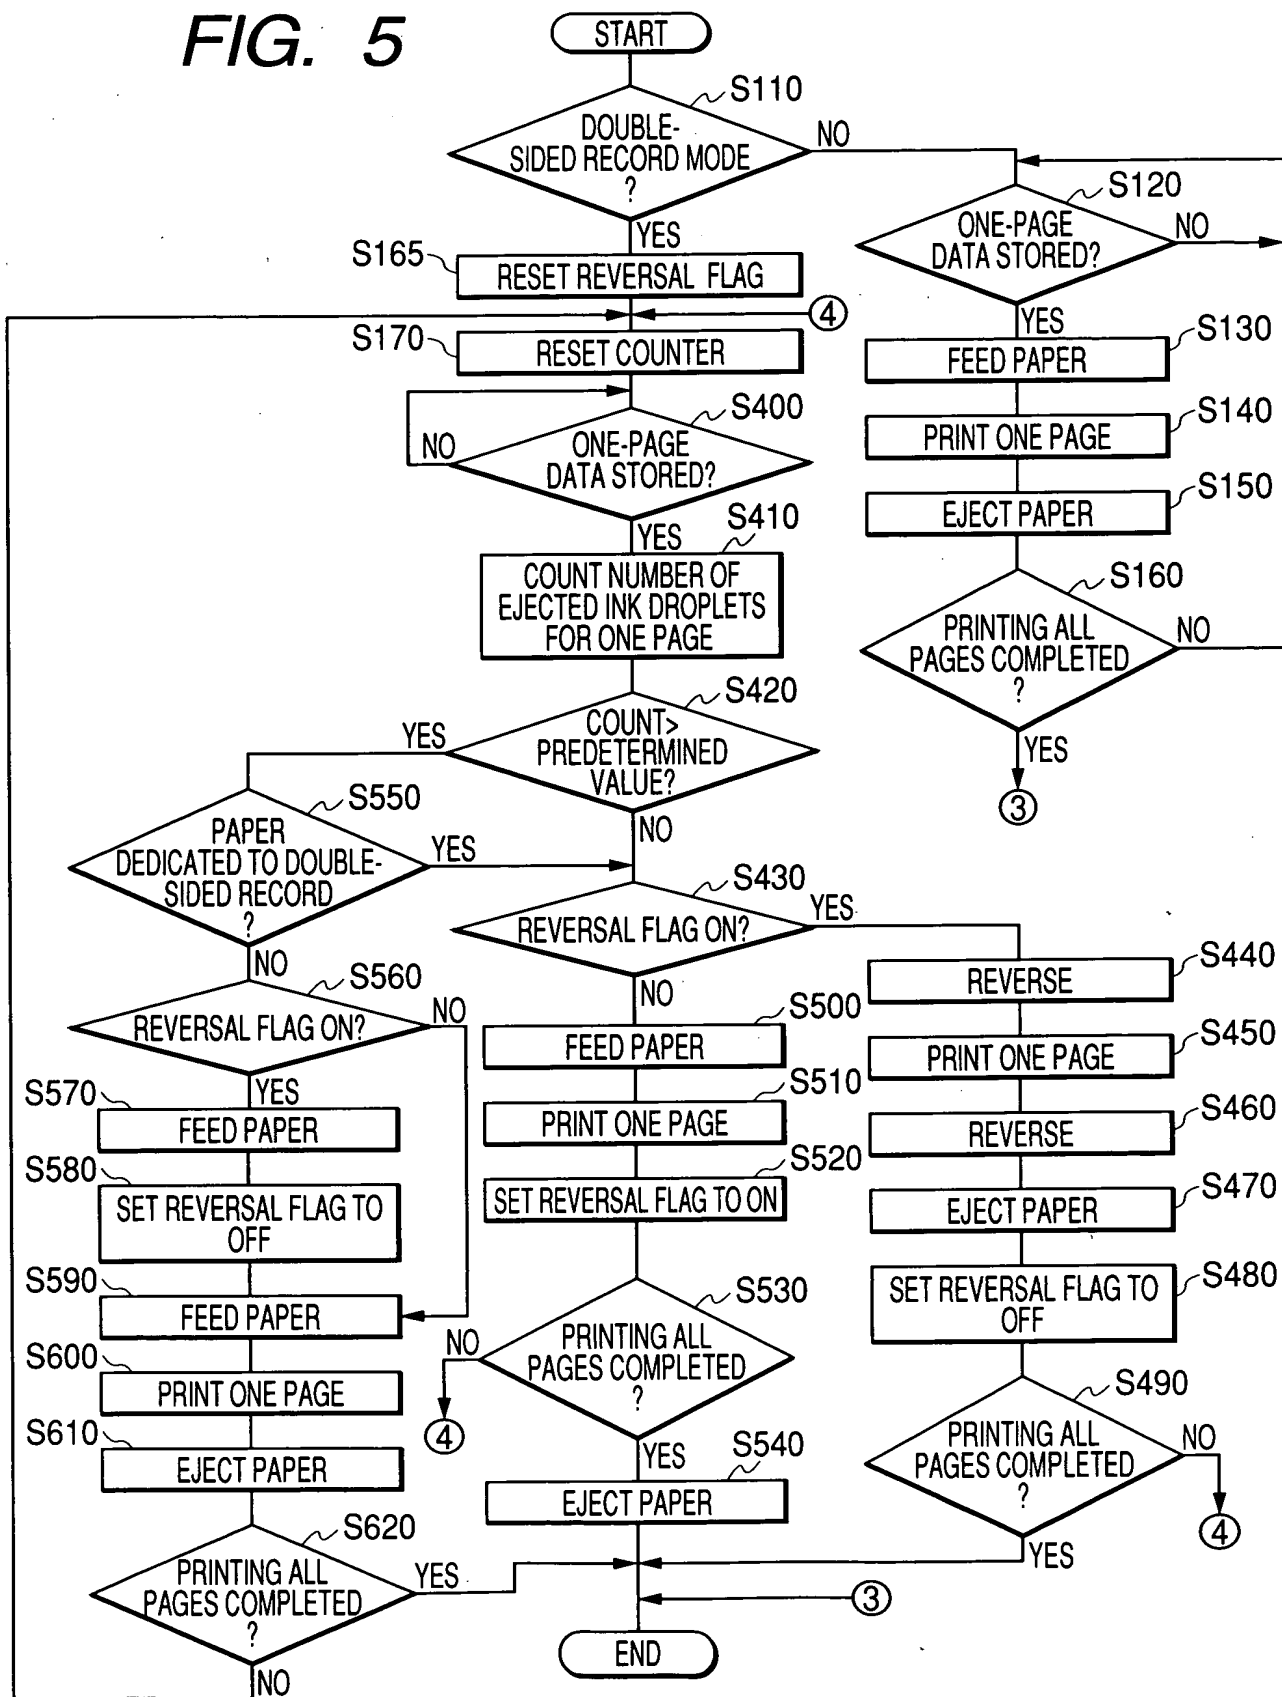 FIG. 5
START
S110
DOUBLE-
SIDED RECORD MODE
?
NO
YES
S120
ONE-PAGE
DATA STORED?
NO
YES
S165
RESET REVERSAL FLAG
4
S170
RESET COUNTER
S130
FEED PAPER
S140
PRINT ONE PAGE
S150
EJECT PAPER
S160
PRINTING ALL
PAGES COMPLETED
?
NO
YES
3
S400
ONE-PAGE
DATA STORED?
NO
YES
S410
COUNT NUMBER OF
EJECTED INK DROPLETS
FOR ONE PAGE
S420
COUNT>
PREDETERMINED
VALUE?
YES
NO
S550
PAPER
DEDICATED TO DOUBLE-
SIDED RECORD
?
YES
NO
S430
REVERSAL FLAG ON?
YES
NO
S440
REVERSE
S450
PRINT ONE PAGE
S460
REVERSE
S470
EJECT PAPER
S480
SET REVERSAL FLAG TO
OFF
S490
PRINTING ALL
PAGES COMPLETED
?
NO
4
YES
S500
FEED PAPER
S510
PRINT ONE PAGE
S520
SET REVERSAL FLAG TO ON
S530
PRINTING ALL
PAGES COMPLETED
?
NO
4
YES
S540
EJECT PAPER
S560
REVERSAL FLAG ON?
NO
YES
S570
FEED PAPER
S580
SET REVERSAL FLAG TO
OFF
S590
FEED PAPER
S600
PRINT ONE PAGE
S610
EJECT PAPER
S620
PRINTING ALL
PAGES COMPLETED
?
YES
NO
3
END